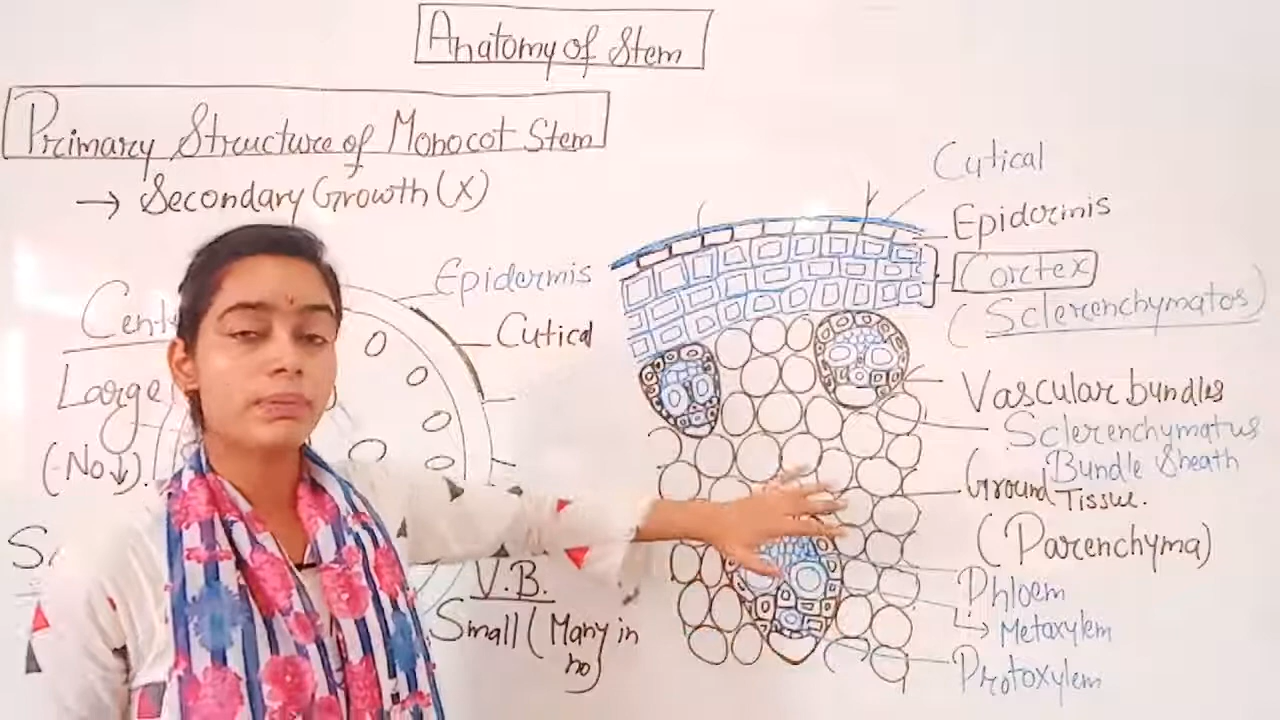 Anatomy of Stem
Primary Structure of Monocot Stem
→ Secondary Growth (X)
Large
(No↓).
Epidermis
Cutical
V.B.
Small (Many in
no)
Cutical
Epidermis
Cortex
(Sclerenchymatos)
Vascular bundles
Sclerenchymatus
Bundle Sheath
Ground Tissue.
(Parenchyma)
Phloem
↳ Metaxylem
Protoxylem